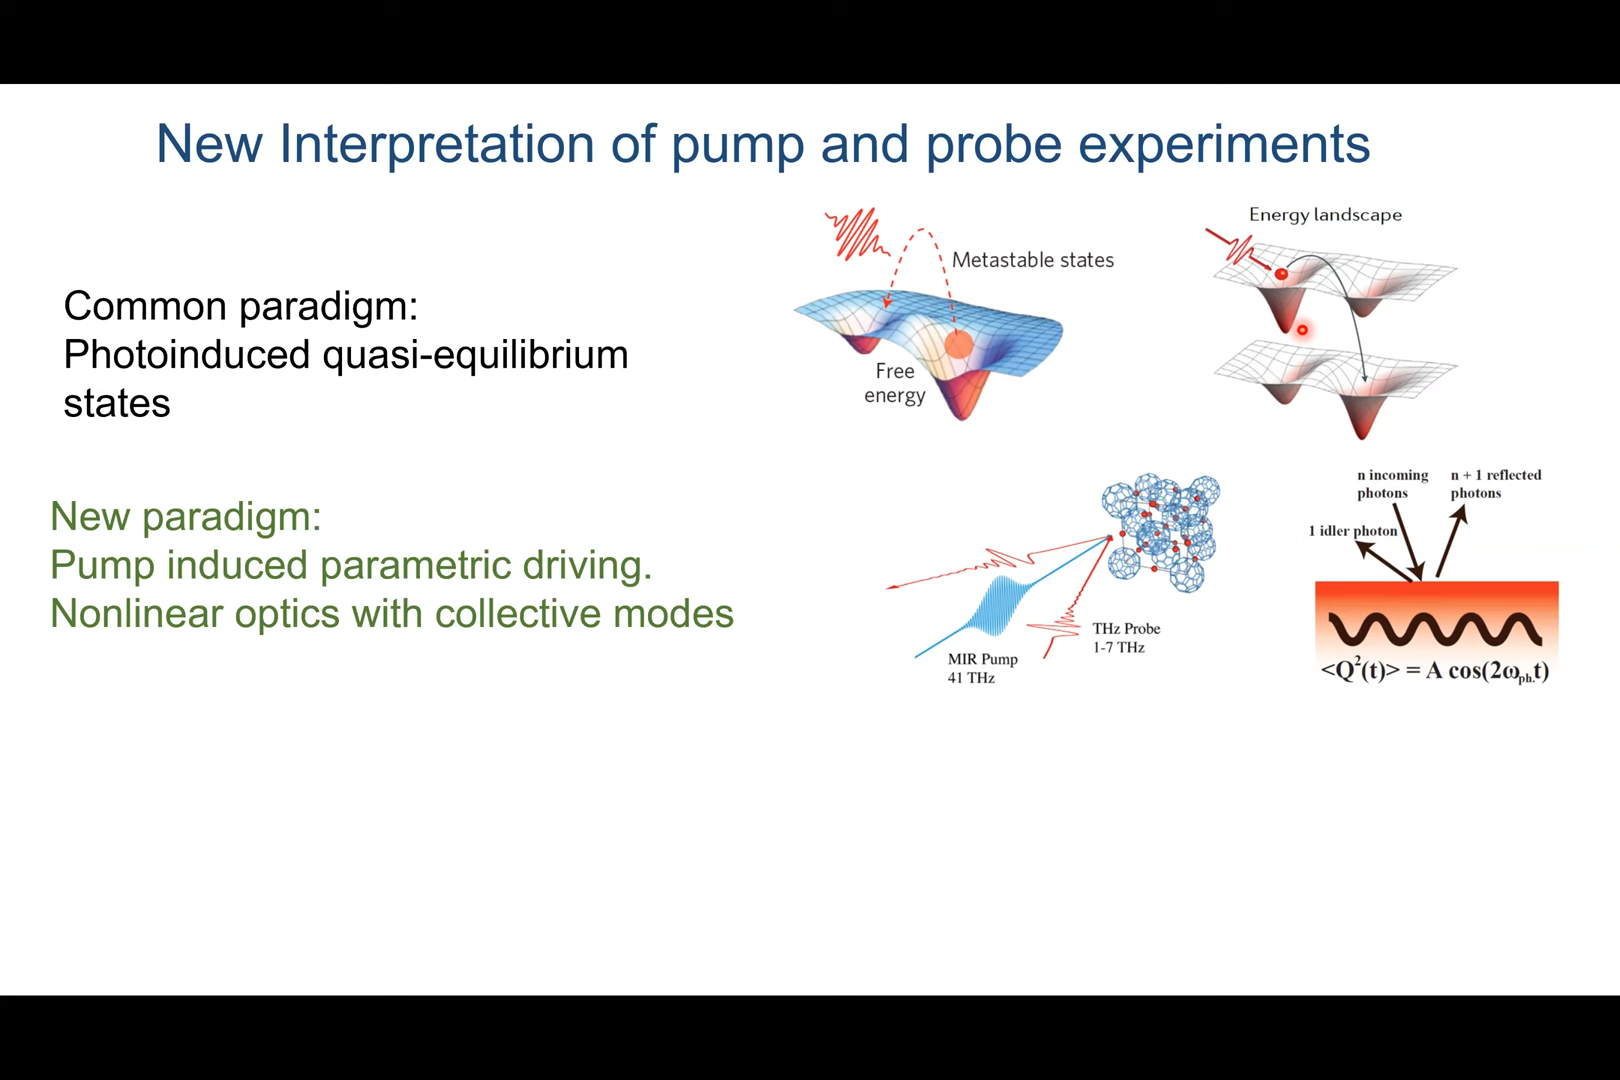 New Interpretation of pump and probe experiments
Common paradigm:
Photoinduced quasi-equilibrium
states
Metastable states
Free
energy
Energy landscape
New paradigm:
Pump induced parametric driving.
Nonlinear optics with collective modes
MIR Pump
41 THz
THz Probe
1-7 THz
n incoming
photons
n + 1 reflected
photons
1 idler photon
<Q²(t)> = A cos(2ωph.t)